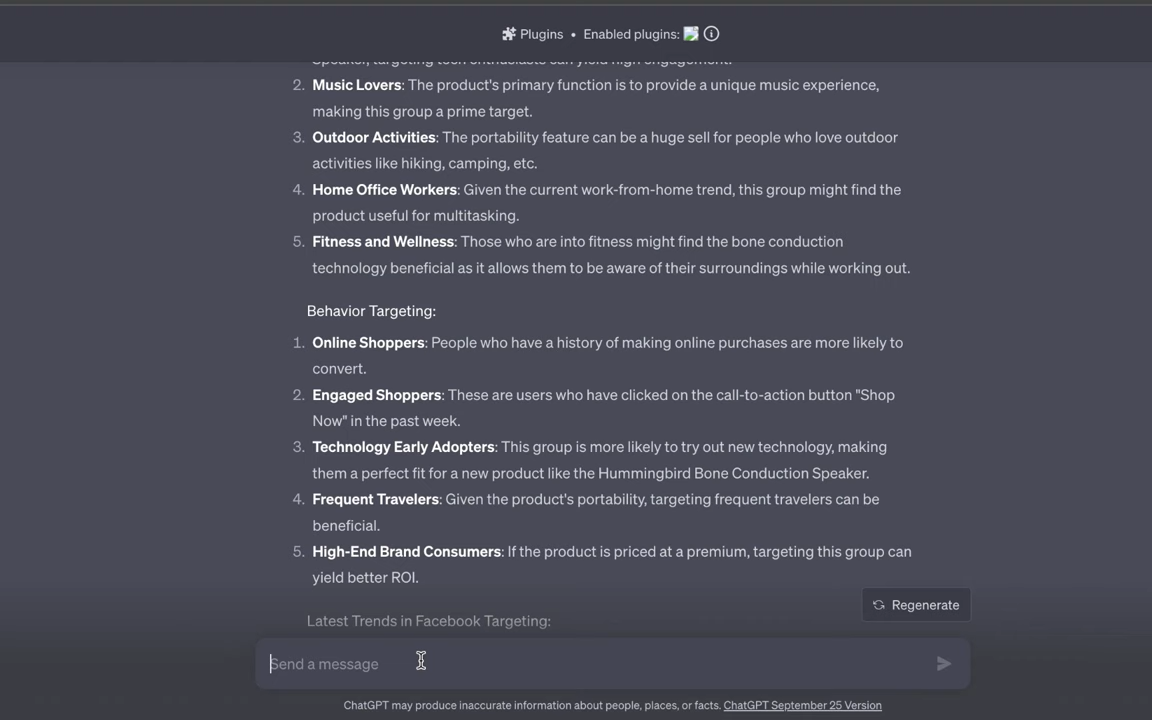 Plugins • Enabled plugins:
Speaker, targeting tech enthusiasts can yield high engagement.
2. Music Lovers: The product's primary function is to provide a unique music experience,
making this group a prime target.
3. Outdoor Activities: The portability feature can be a huge sell for people who love outdoor
activities like hiking, camping, etc.
4. Home Office Workers: Given the current work-from-home trend, this group might find the
product useful for multitasking.
5. Fitness and Wellness: Those who are into fitness might find the bone conduction
technology beneficial as it allows them to be aware of their surroundings while working out.
Behavior Targeting:
1. Online Shoppers: People who have a history of making online purchases are more likely to
convert.
2. Engaged Shoppers: These are users who have clicked on the call-to-action button "Shop
Now" in the past week.
3. Technology Early Adopters: This group is more likely to try out new technology, making
them a perfect fit for a new product like the Hummingbird Bone Conduction Speaker.
4. Frequent Travelers: Given the product's portability, targeting frequent travelers can be
beneficial.
5. High-End Brand Consumers: If the product is priced at a premium, targeting this group can
yield better ROI.
Regenerate
Latest Trends in Facebook Targeting:
Send a message
ChatGPT may produce inaccurate information about people, places, or facts. ChatGPT September 25 Version